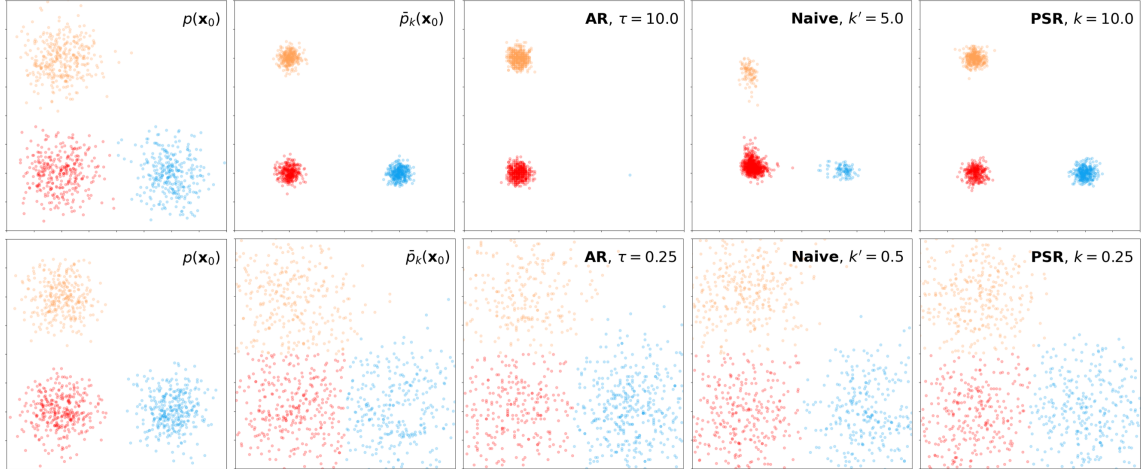 p(x₀)
p̄ₖ(x₀)
AR, τ = 10.0
Naive, k′ = 5.0
PSR, k = 10.0
p(x₀)
p̄ₖ(x₀)
AR, τ = 0.25
Naive, k′ = 0.5
PSR, k = 0.25